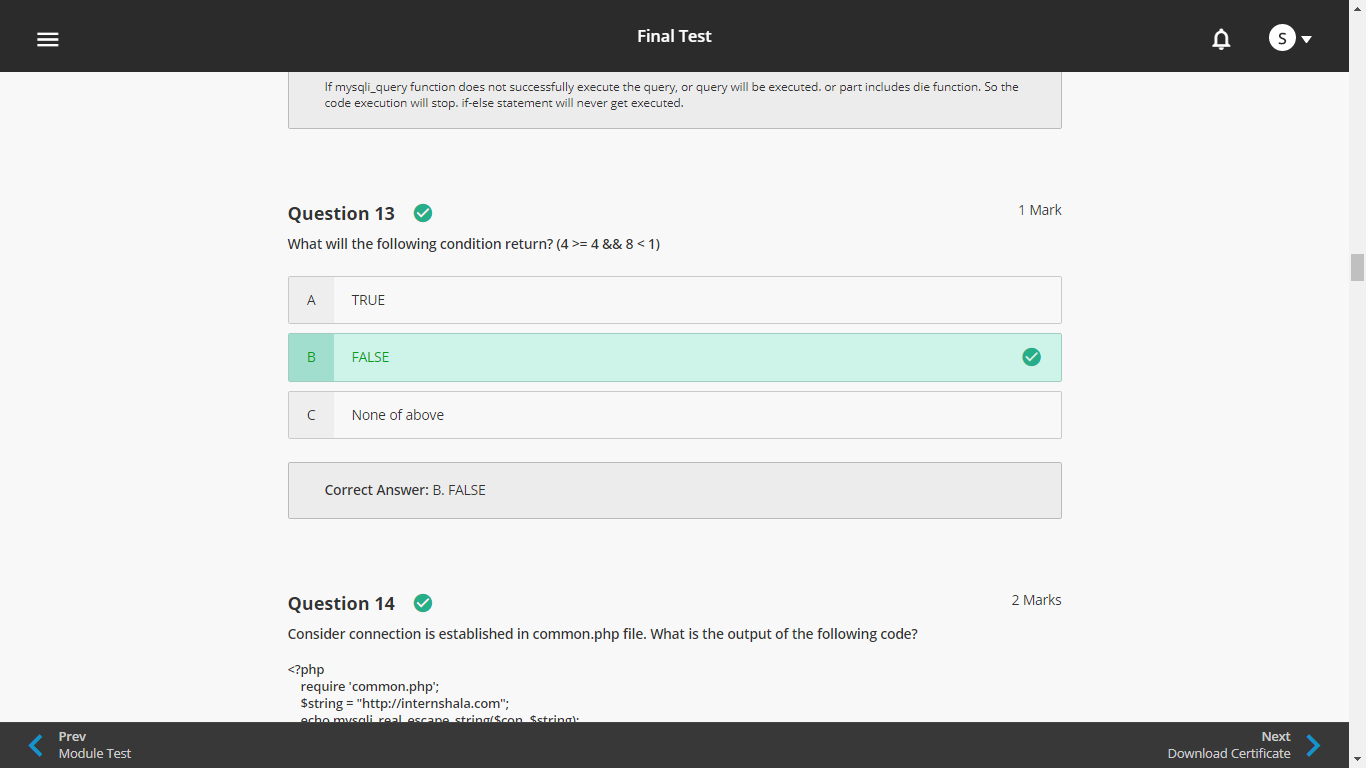 Final Test
S
If mysqli_query function does not successfully execute the query, or query will be executed. or part includes die function. So the
code execution will stop. if-else statement will never get executed.
Question 13
1 Mark
What will the following condition return? (4 >= 4 && 8 < 1)
A TRUE
B FALSE
C None of above
Correct Answer: B. FALSE
Question 14
2 Marks
Consider connection is established in common.php file. What is the output of the following code?
<?php
require 'common.php';
$string = "http://internshala.com";
echo mysqli_real_escape_string($con, $string);
Prev
Module Test
Next
Download Certificate